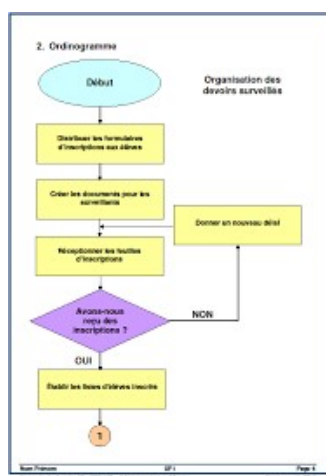 2. Ordinogramme
Organisation des
devoirs surveillés
Début
Distribuer les formulaires
d'inscriptions aux élèves
Créer les documents pour les
surveillants
Donner un nouveau délai
Réceptionner les feuilles
d'inscriptions
Avons-nous
reçu des
inscriptions ?
NON
OUI
Établir les listes d'élèves inscrits
1
Nom Prénom
Page